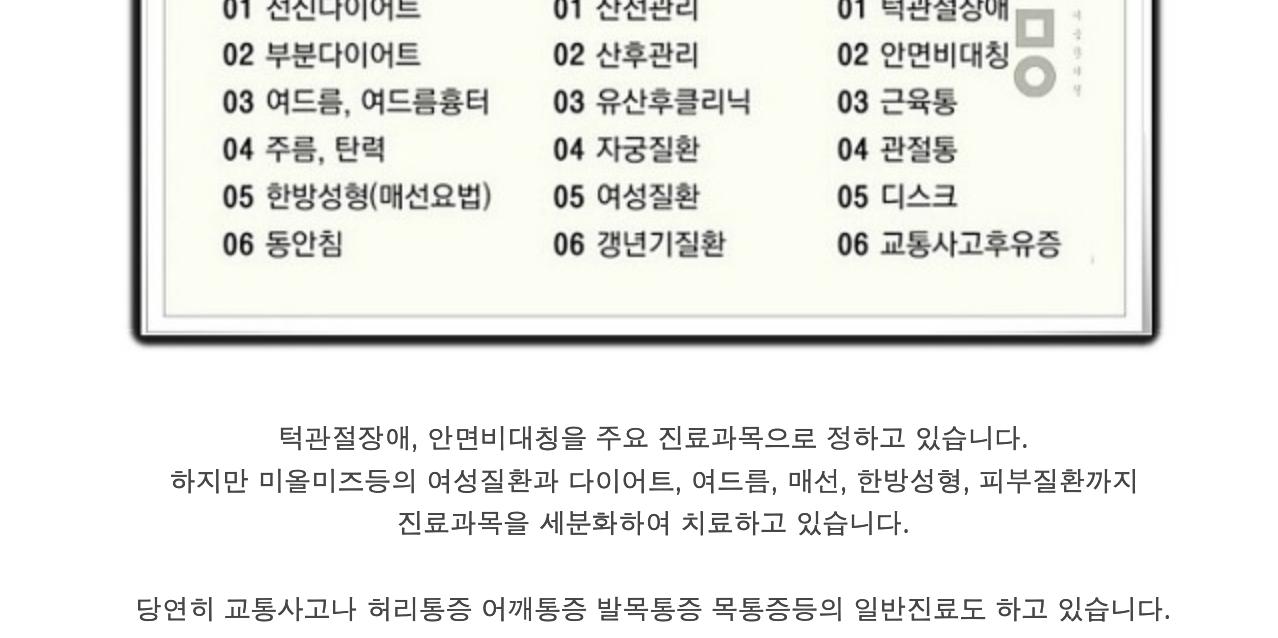 01 전신다이어트 01 산전관리 01 턱관절장애
02 부분다이어트 02 산후관리 02 안면비대칭
03 여드름, 여드름흉터 03 유산후클리닉 03 근육통
04 주름, 탄력 04 자궁질환 04 관절통
05 한방성형(매선요법) 05 여성질환 05 디스크
06 동안침 06 갱년기질환 06 교통사고후유증
턱관절장애, 안면비대칭을 주요 진료과목으로 정하고 있습니다.
하지만 미올미즈등의 여성질환과 다이어트, 여드름, 매선, 한방성형, 피부질환까지
진료과목을 세분화하여 치료하고 있습니다.
당연히 교통사고나 허리통증 어깨통증 발목통증 목통증등의 일반진료도 하고 있습니다.